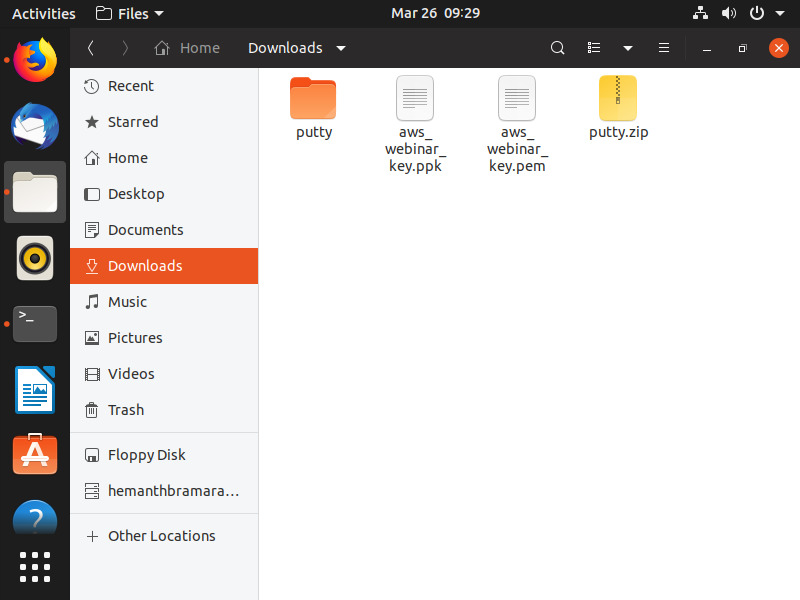 Activities
Files
Mar 26 09:29
Home
Downloads
Recent
Starred
Home
Desktop
Documents
Downloads
Music
Pictures
Videos
Trash
Floppy Disk
hemanthbramara...
Other Locations
putty
aws_
webinar_
key.ppk
aws_
webinar_
key.pem
putty.zip
>_
?